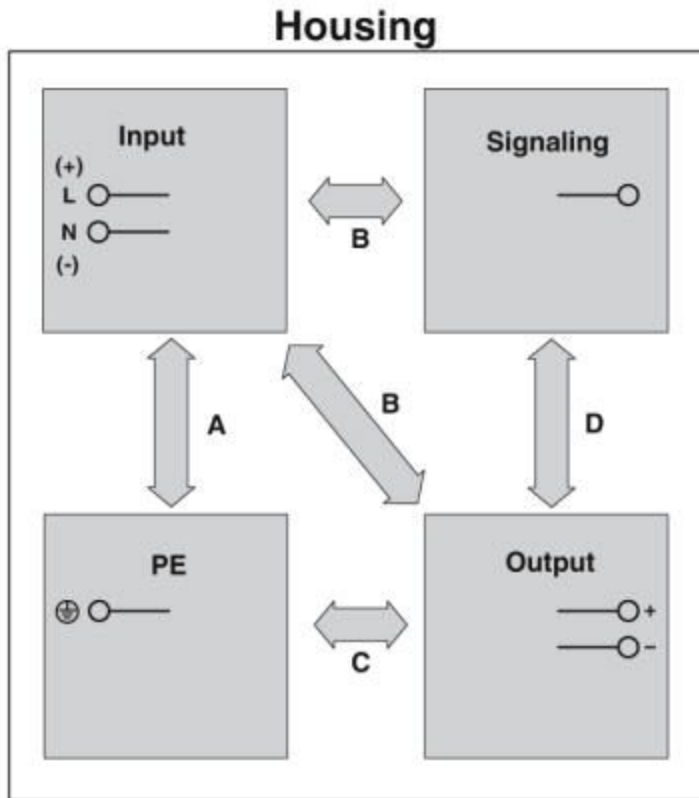 Housing
Input
(+)
L
N
(-)
Signaling
B
A
B
D
PE
Output
+
−
C